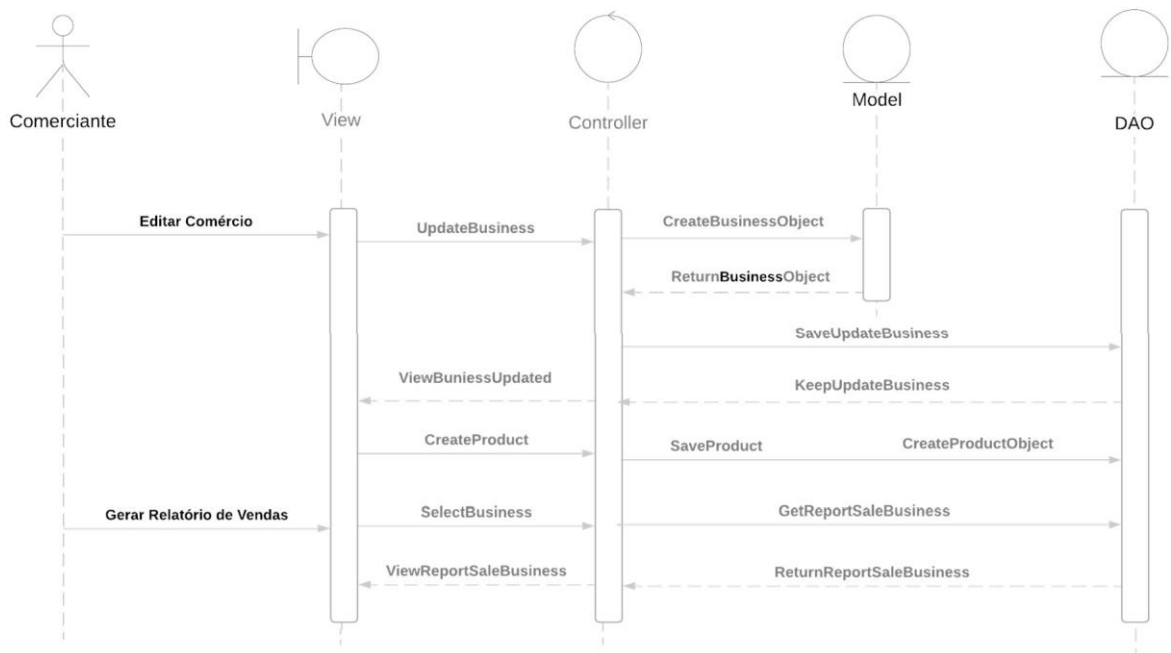 Comerciante
View
Controller
Model
DAO
Editar Comércio
UpdateBusiness
CreateBusinessObject
ReturnBusinessObject
SaveUpdateBusiness
ViewBuniessUpdated
KeepUpdateBusiness
CreateProduct
SaveProduct
CreateProductObject
Gerar Relatório de Vendas
SelectBusiness
GetReportSaleBusiness
ViewReportSaleBusiness
ReturnReportSaleBusiness